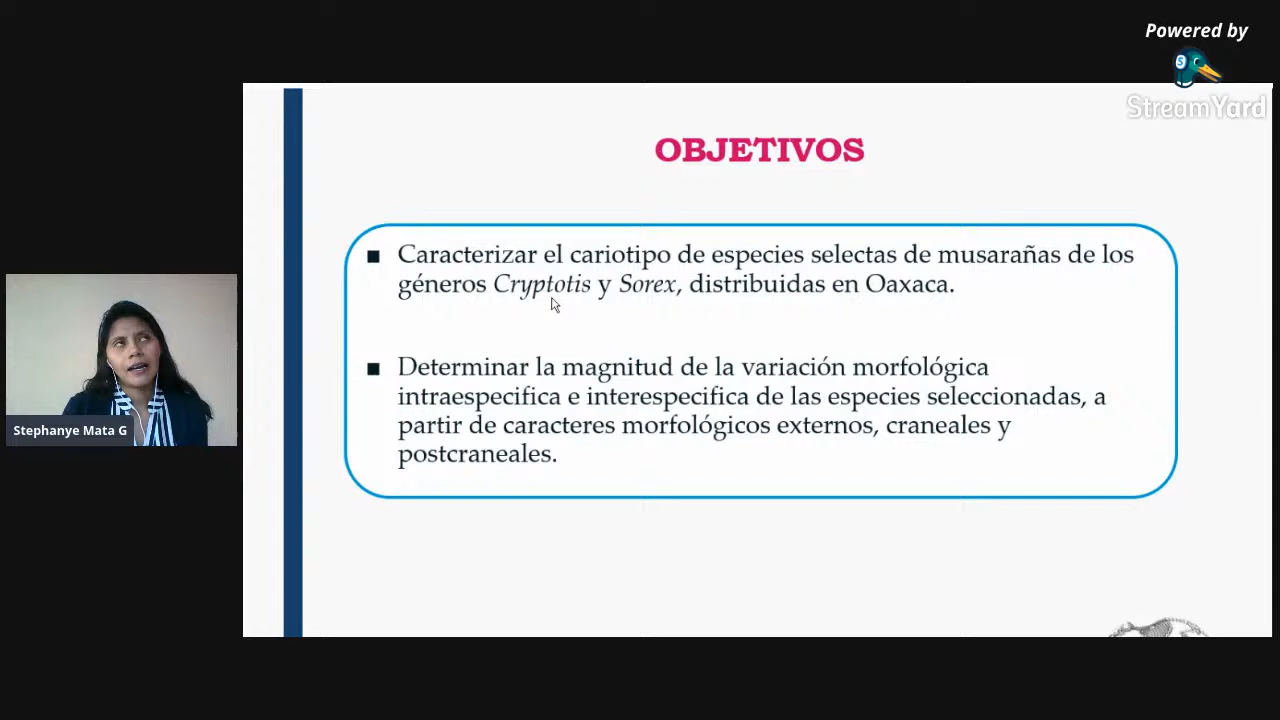 Powered by
StreamYard
OBJETIVOS
▪ Caracterizar el cariotipo de especies selectas de musarañas de los
géneros Cryptotis y Sorex, distribuidas en Oaxaca.
▪ Determinar la magnitud de la variación morfológica
intraespecifica e interespecifica de las especies seleccionadas, a
partir de caracteres morfológicos externos, craneales y
postcraneales.
Stephanye Mata G